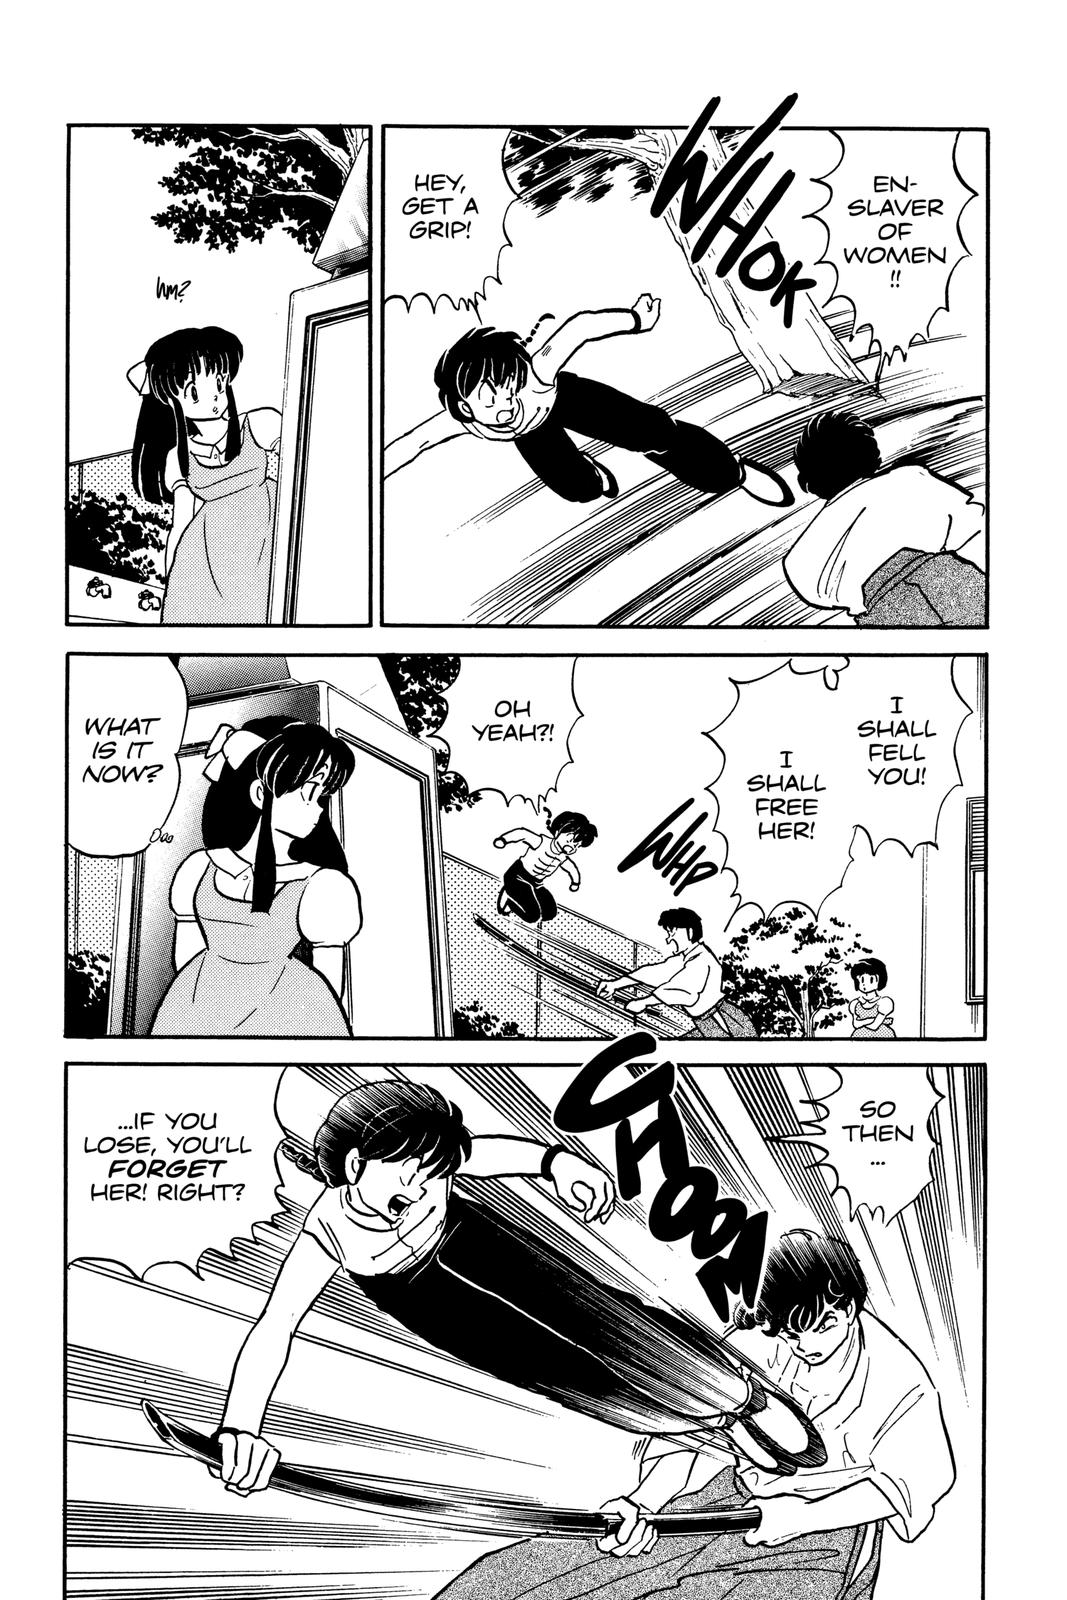 EN-
SLAVER
OF
WOMEN
!!
WHOK
HEY,
GET A
GRIP!
hm?
I
SHALL
FELL
YOU!
I
SHALL
FREE
HER!
WHP
OH
YEAH?!
WHAT
IS IT
NOW?
SO
THEN
...
WHOOM
...IF YOU
LOSE, YOU'LL
FORGET
HER! RIGHT?